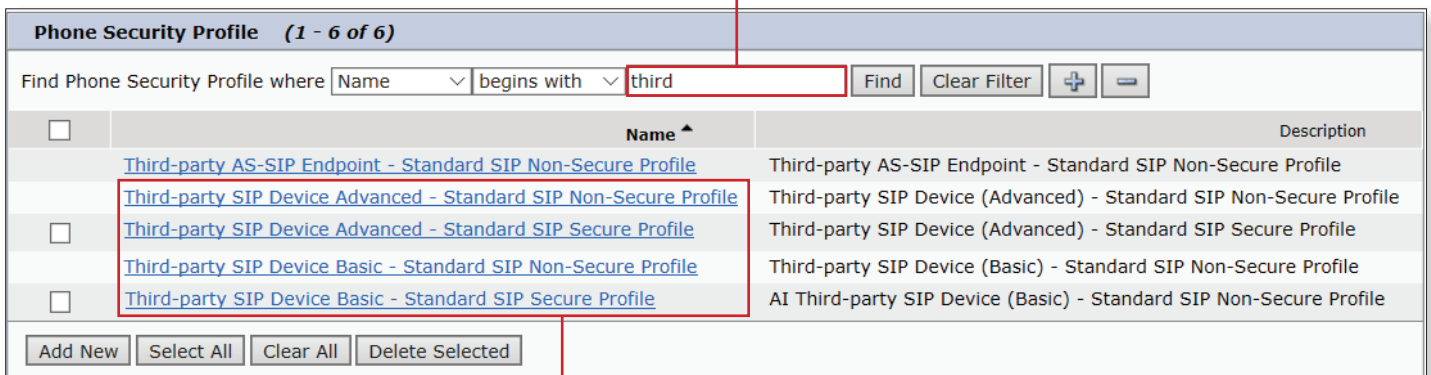 Phone Security Profile (1 - 6 of 6)
Find Phone Security Profile where Name begins with third Find Clear Filter
Name Description
Third-party AS-SIP Endpoint - Standard SIP Non-Secure Profile Third-party AS-SIP Endpoint - Standard SIP Non-Secure Profile
Third-party SIP Device Advanced - Standard SIP Non-Secure Profile Third-party SIP Device (Advanced) - Standard SIP Non-Secure Profile
Third-party SIP Device Advanced - Standard SIP Secure Profile Third-party SIP Device (Advanced) - Standard SIP Secure Profile
Third-party SIP Device Basic - Standard SIP Non-Secure Profile Third-party SIP Device (Basic) - Standard SIP Non-Secure Profile
Third-party SIP Device Basic - Standard SIP Secure Profile AI Third-party SIP Device (Basic) - Standard SIP Non-Secure Profile
Add New Select All Clear All Delete Selected